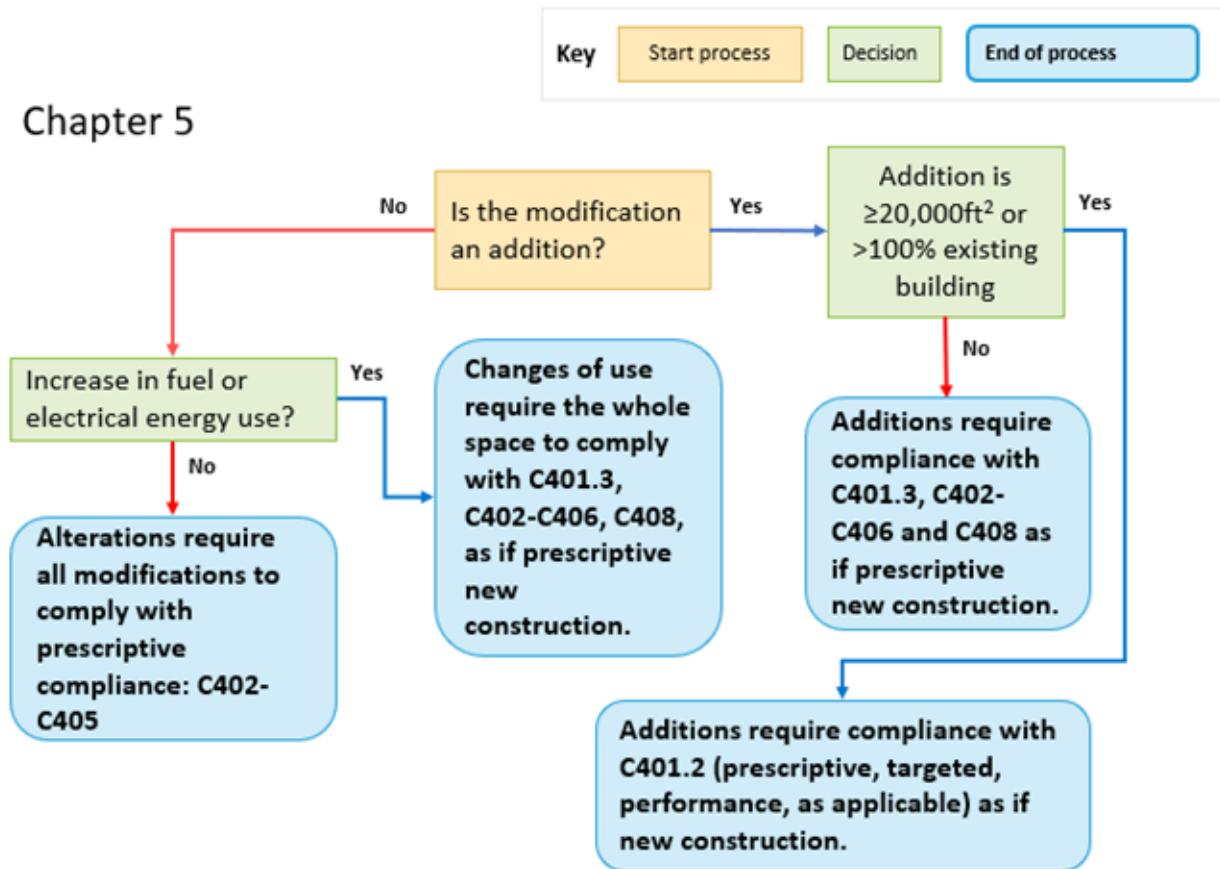 Key
Start process
Decision
End of process
Chapter 5
No
Is the modification
an addition?
Yes
Addition is
≥20,000ft² or
>100% existing
building
Yes
No
Increase in fuel or
electrical energy use?
Yes
No
Changes of use
require the whole
space to comply
with C401.3,
C402-C406, C408,
as if prescriptive
new
construction.
Additions require
compliance with
C401.3, C402-
C406 and C408 as
if prescriptive
new construction.
Alterations require
all modifications to
comply with
prescriptive
compliance: C402-
C405
Additions require compliance with
C401.2 (prescriptive, targeted,
performance, as applicable) as if
new construction.